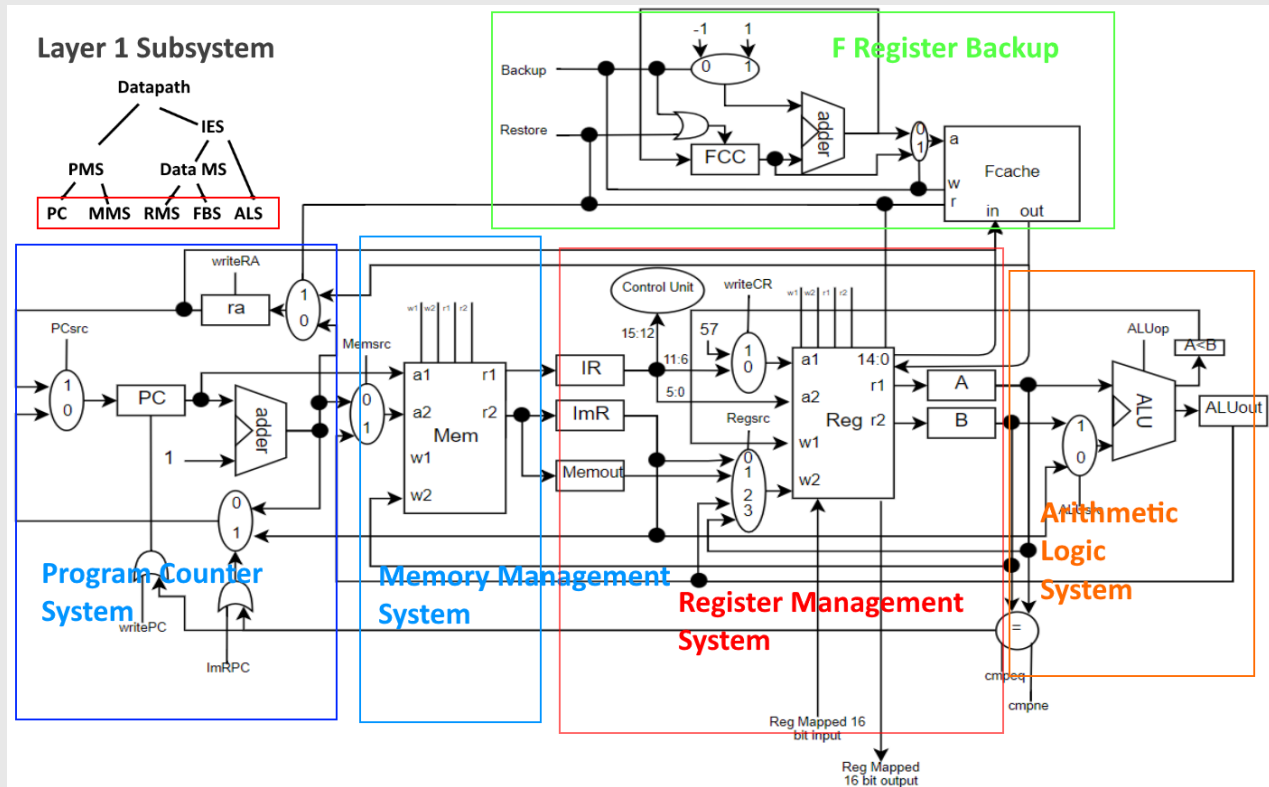 Layer 1 Subsystem
Datapath
IES
PMS
Data MS
PC MMS RMS FBS ALS
F Register Backup
-1 1
Backup
0 1
Restore
adder
FCC
0
1
a
Fcache
w
r
in out
writeRA
ra
1
0
PCsrc
1
0
PC
adder
1
0
1
Program Counter
System
writePC
ImRPC
Memsrc
0
1
w1 w2 r1 r2
a1 r1
a2 r2
Mem
w1
w2
Memory Management
System
Control Unit
15:12
writeCR
57
1
0
11:6
5:0
IR
ImR
Memout
Regsrc
0
1
2
3
w1 w2 r1 r2
a1 14:0
r1
a2
Reg r2
w1
w2
A
B
Register Management
System
Reg Mapped 16
bit Input
Reg Mapped
16 bit output
ALUop
A<B
ALU
ALUout
1
0
Arithmetic
Logic
System
=
cmpeq
cmpne